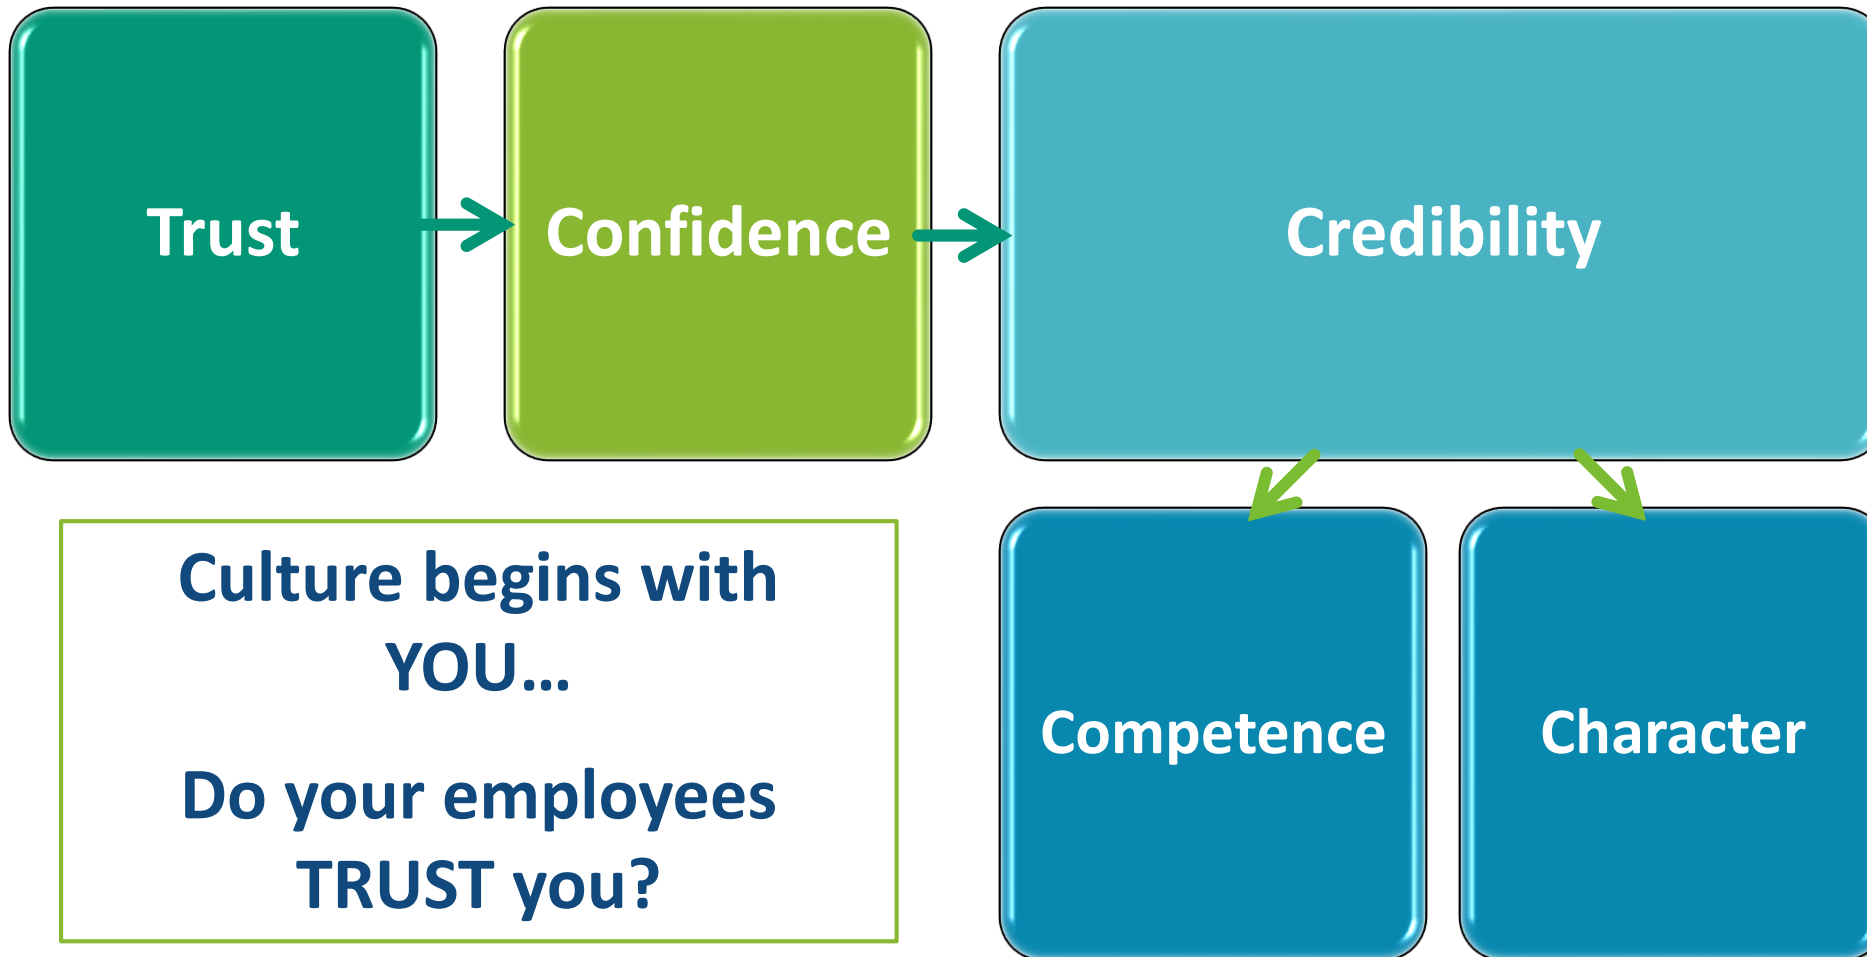 Trust
Confidence
Credibility
Culture begins with
YOU...
Do your employees
TRUST you?
Competence
Character